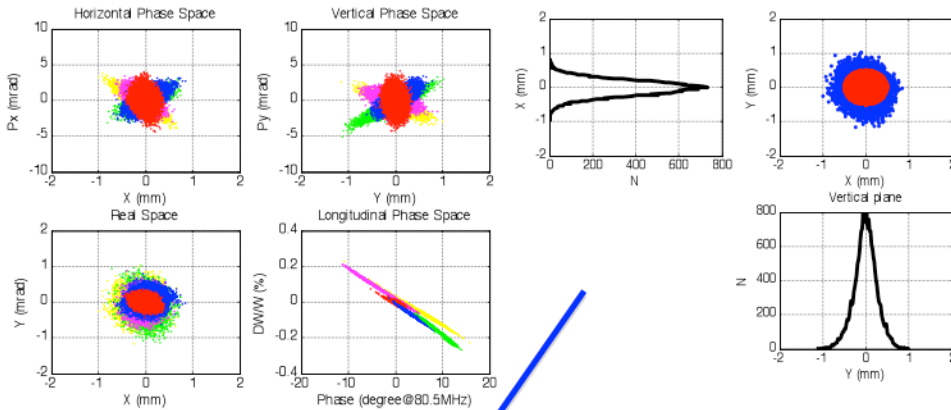 Horizontal Phase Space
10
5
0
-5
-10
Px (mrad)
-2 -1 0 1 2
X (mm)
Vertical Phase Space
10
5
0
-5
-10
Py (mrad)
-2 -1 0 1 2
Y (mm)
2
1
0
-1
-2
X (mm)
0 200 400 600 800
N
2
1
0
-1
-2
Y (mm)
-2 -1 0 1 2
X (mm)
Real Space
2
1
0
-1
-2
Y (mrad)
-2 -1 0 1 2
X (mm)
Longitudinal Phase Space
0.4
0.2
0
-0.2
-0.4
DW/W (%)
-20 -10 0 10 20
Phase (degree@80.5MHz)
Vertical plane
800
600
400
200
0
N
-2 -1 0 1 2
Y (mm)